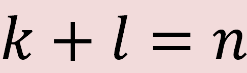 k + l = n